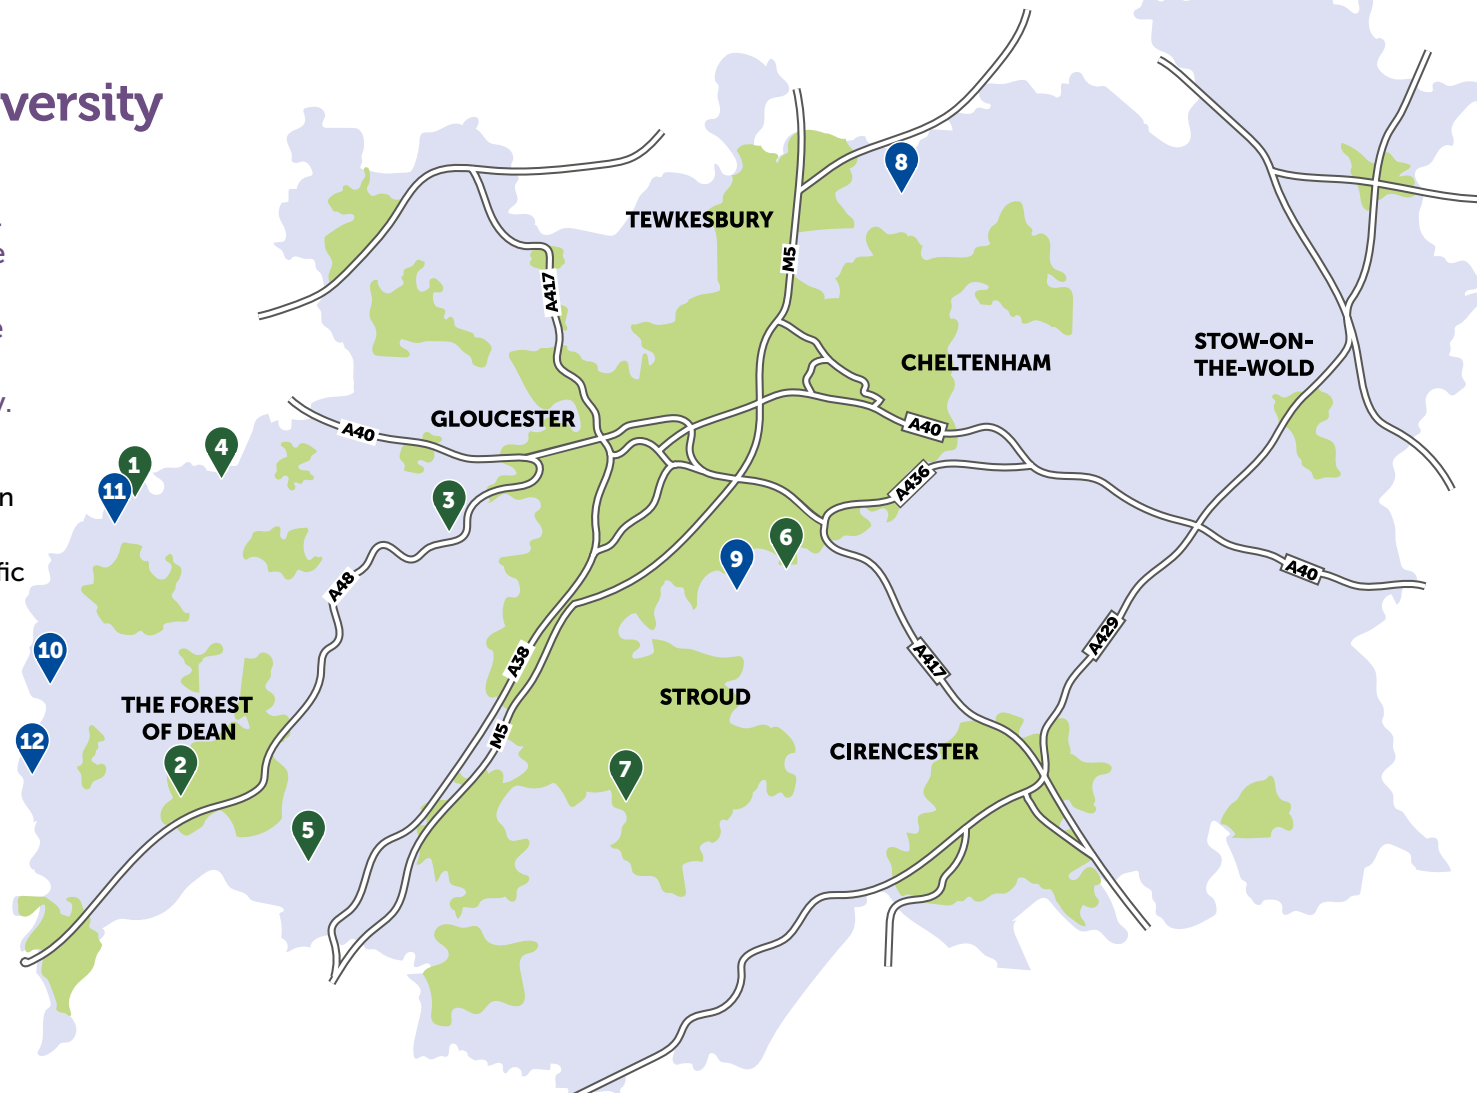 versity
e
e
y.
n
fic
8
TEWKESBURY
M5
A417
STOW-ON-
THE-WOLD
CHELTENHAM
GLOUCESTER
A40
A40
4
1
11
3
A436
6
9
A40
A48
10
A38
A417
A429
THE FOREST
OF DEAN
STROUD
M5
12
2
7
CIRENCESTER
5